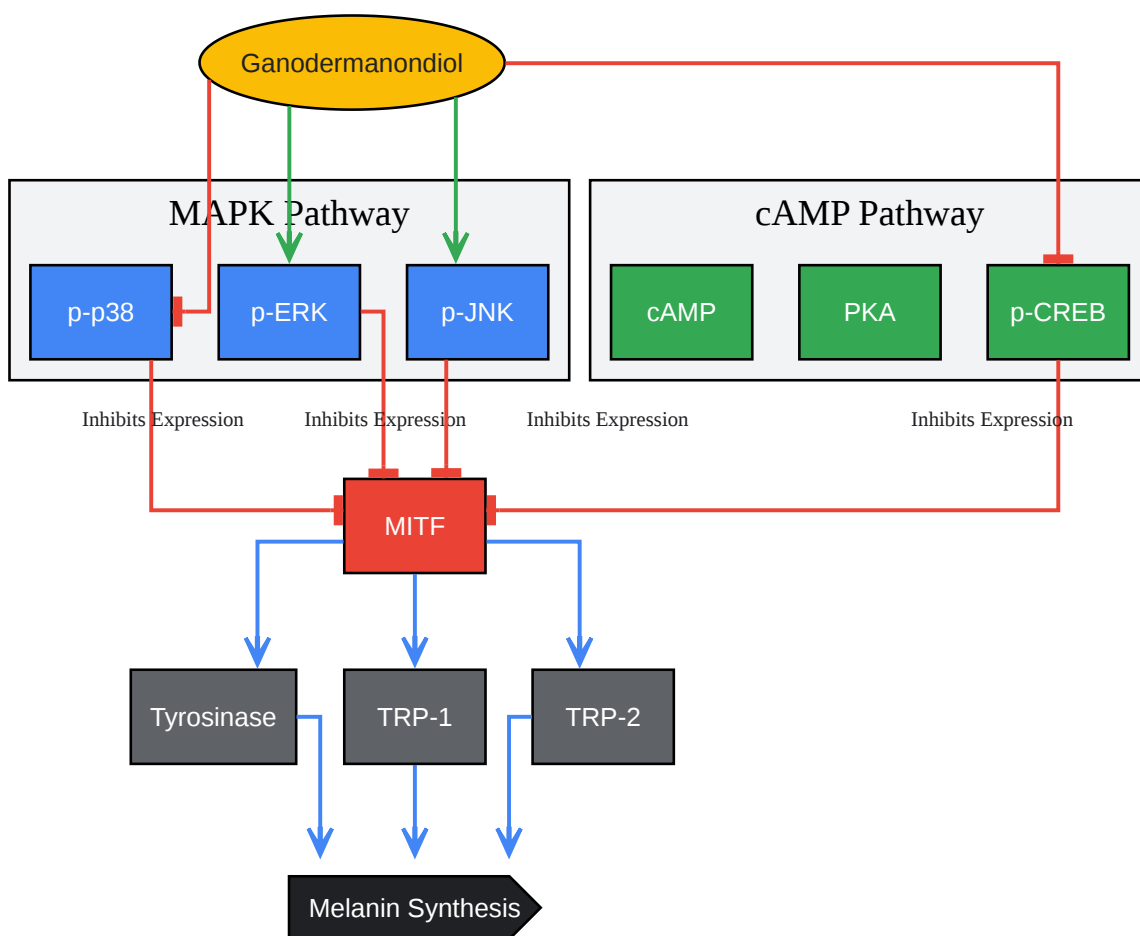 Ganodermanondiol
MAPK Pathway
cAMP Pathway
p-p38
p-ERK
p-JNK
cAMP
PKA
p-CREB
Inhibits Expression
Inhibits Expression
Inhibits Expression
Inhibits Expression
MITF
Tyrosinase
TRP-1
TRP-2
Melanin Synthesis